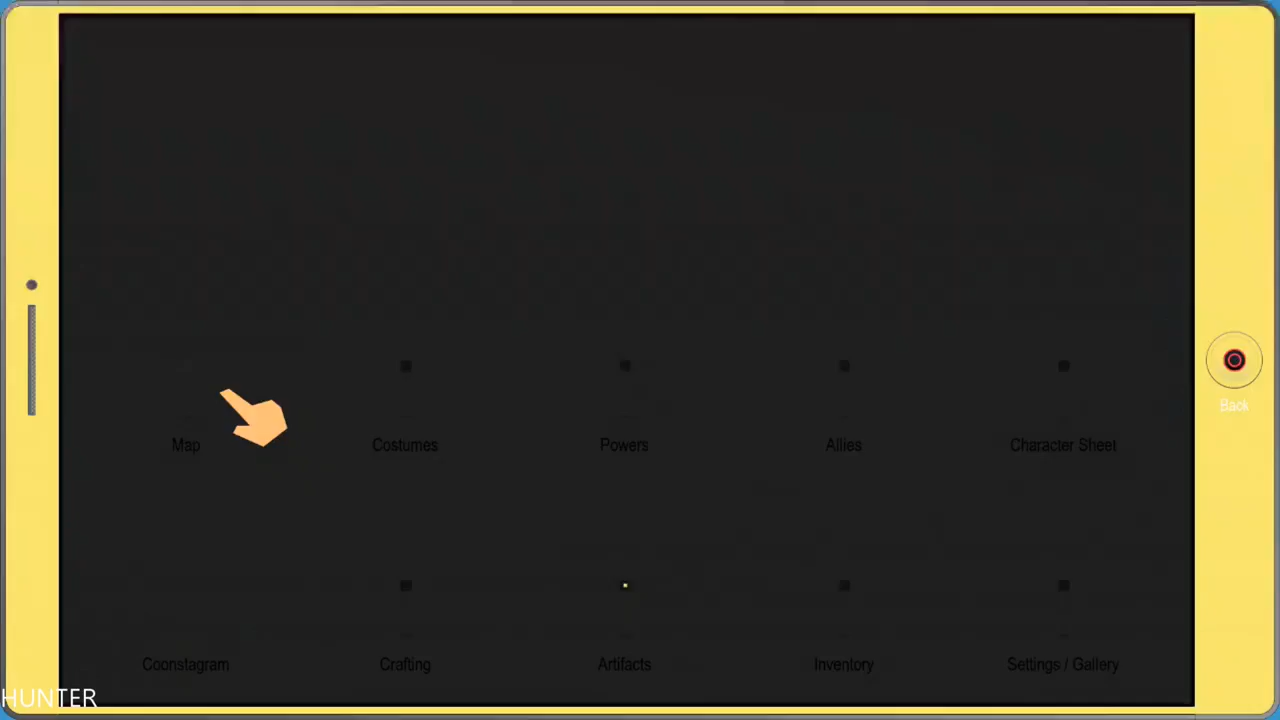 Back
Map
Costumes
Powers
Allies
Character Sheet
Coonstagram
Crafting
Artifacts
Inventory
Settings / Gallery
HUNTER